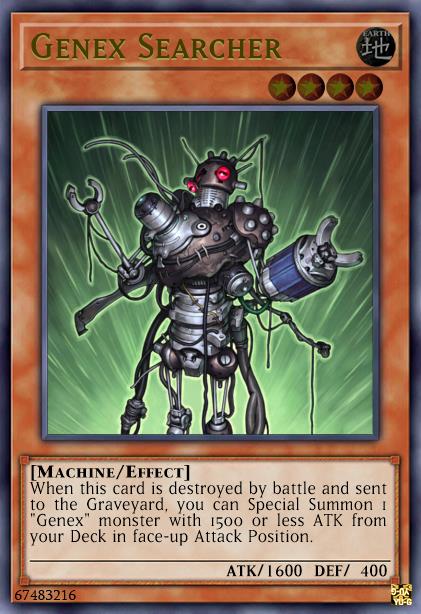 GENEX SEARCHER
EARTH
地
[MACHINE/EFFECT]
When this card is destroyed by battle and sent
to the Graveyard, you can Special Summon 1
"Genex" monster with 1500 or less ATK from
your Deck in face-up Attack Position.
ATK/1600 DEF/ 400
67483216